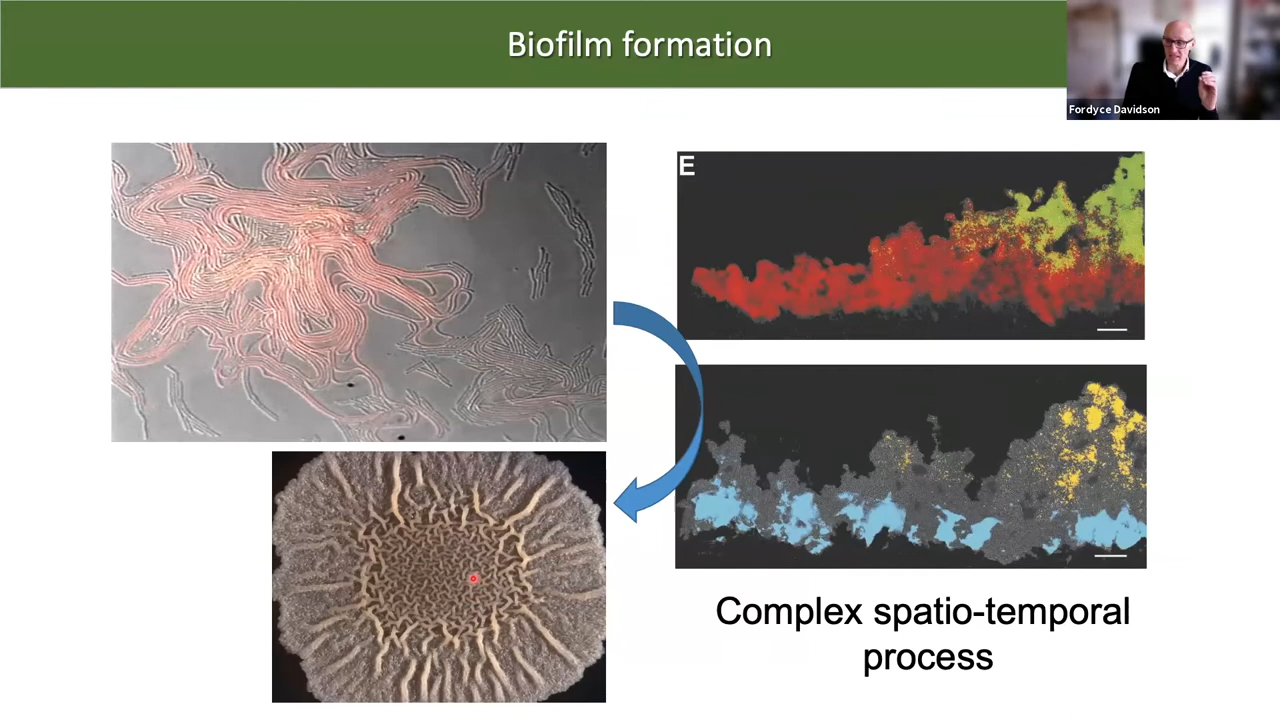 Biofilm formation
Fordyce Davidson
E
Complex spatio-temporal
process